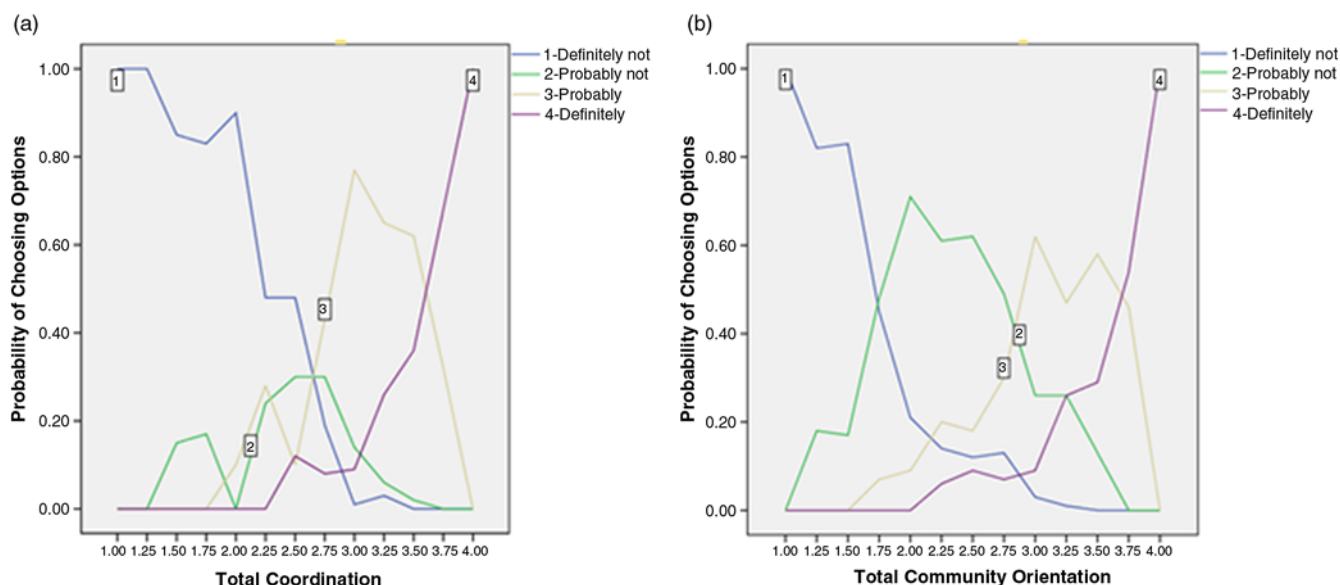 (a)
1-Definitely not
2-Probably not
3-Probably
4-Definitely
Probability of Choosing Options
1.00
0.80
0.60
0.40
0.20
0.00
1
2
3
4
1.00 1.25 1.50 1.75 2.00 2.25 2.50 2.75 3.00 3.25 3.50 3.75 4.00
Total Coordination
(b)
1-Definitely not
2-Probably not
3-Probably
4-Definitely
Probability of Choosing Options
1.00
0.80
0.60
0.40
0.20
0.00
1
2
3
4
1.00 1.25 1.50 1.75 2.00 2.25 2.50 2.75 3.00 3.25 3.50 3.75 4.00
Total Community Orientation